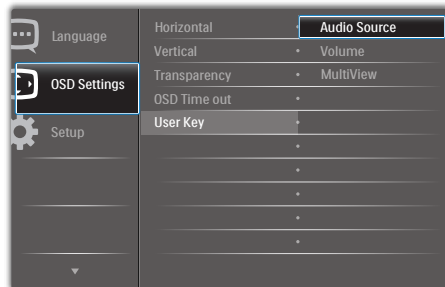 Language
OSD Settings
Setup
Horizontal
Vertical
Transparency
OSD Time out
User Key
Audio Source
Volume
MultiView